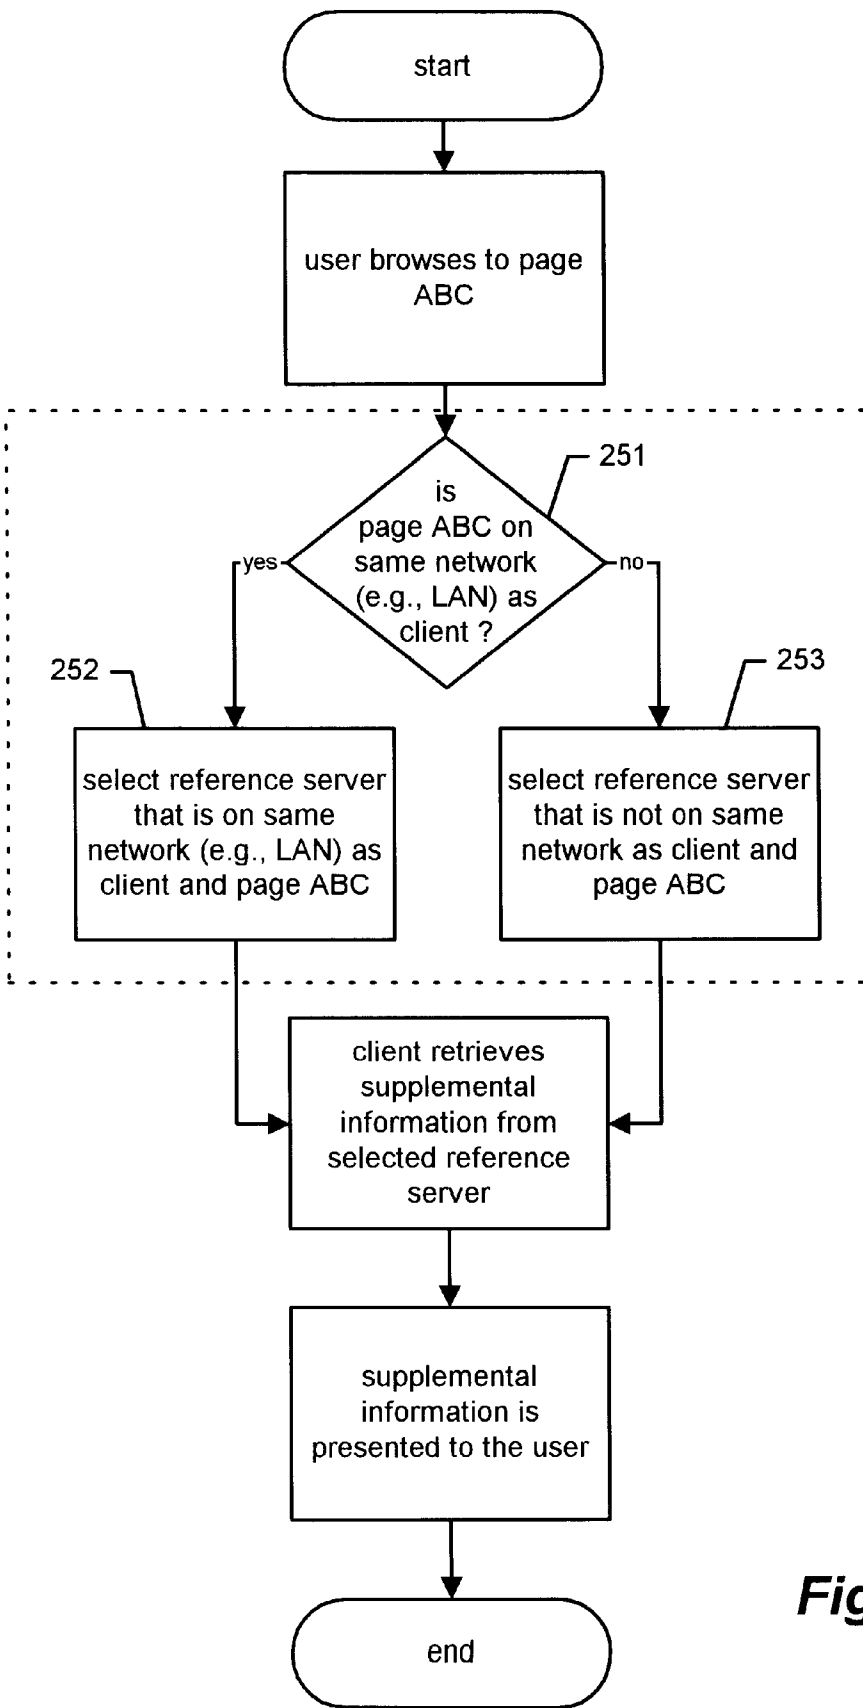 start
user browses to page
ABC
251
is
page ABC on
same network
(e.g., LAN) as
client ?
yes
no
252
253
select reference server
that is on same
network (e.g., LAN) as
client and page ABC
select reference server
that is not on same
network as client and
page ABC
client retrieves
supplemental
information from
selected reference
server
supplemental
information is
presented to the user
end
Fig